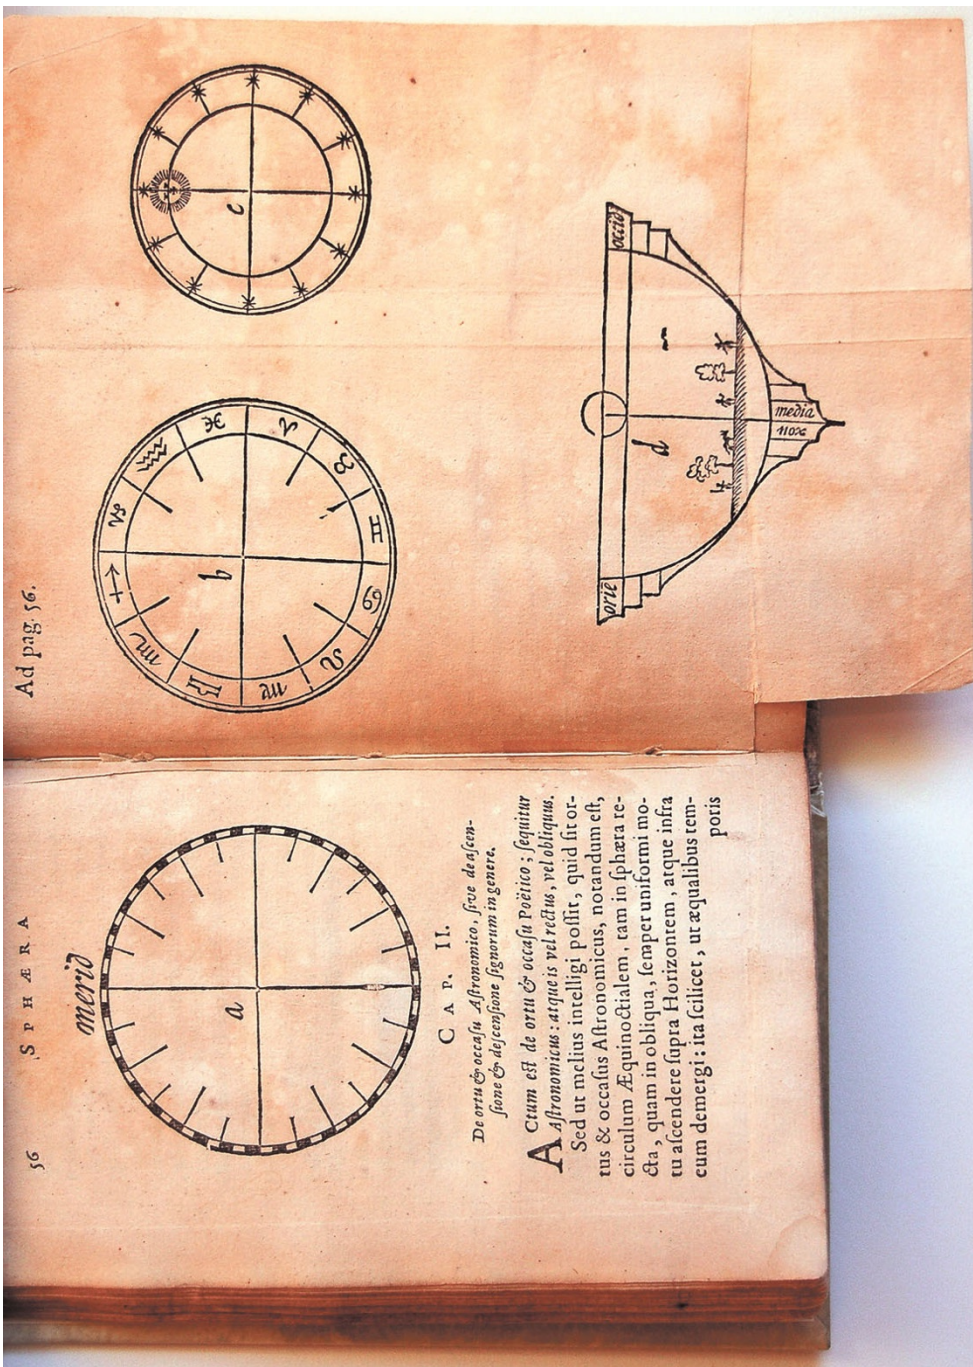 56
SPHÆRA
merid
a
CAP. II.
De ortu & occaſu Aſtronomico, ſive de aſcen-
ſione & deſcenſione ſignorum in genere.
ACtum eſt de ortu & occaſu Poëtico; ſequitur
Aſtronomicus: atque is vel rectus, vel obliquus.
Sed ut melius intelligi poſſit, quid ſit or-
tus & occaſus Aſtronomicus, notandum eſt,
circulum Æquinoctialem, tam in ſphæra re-
cta, quam in obliqua, ſemper uniformi mo-
tu aſcendere ſupra Horizontem, atque infra
eum demergi: ita ſcilicet, ut æqualibus tem-
poris
Ad pag. 56.
b
♐ ♑ ♒ ♓ ♈ ♉ ♊ ♋ ♌ ♍ ♎ ♏
c
oriē
occid
d
media
nox